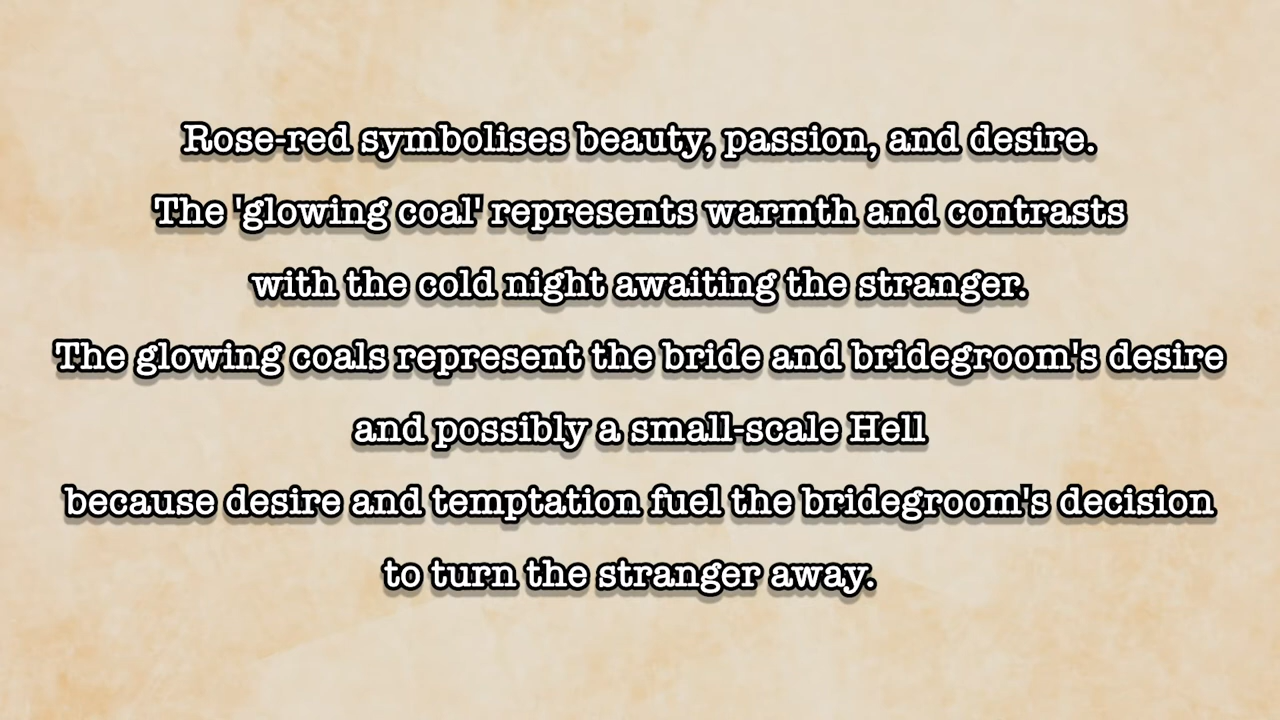 Rose-red symbolises beauty, passion, and desire.
The 'glowing coal' represents warmth and contrasts
with the cold night awaiting the stranger.
The glowing coals represent the bride and bridegroom's desire
and possibly a small-scale Hell
because desire and temptation fuel the bridegroom's decision
to turn the stranger away.